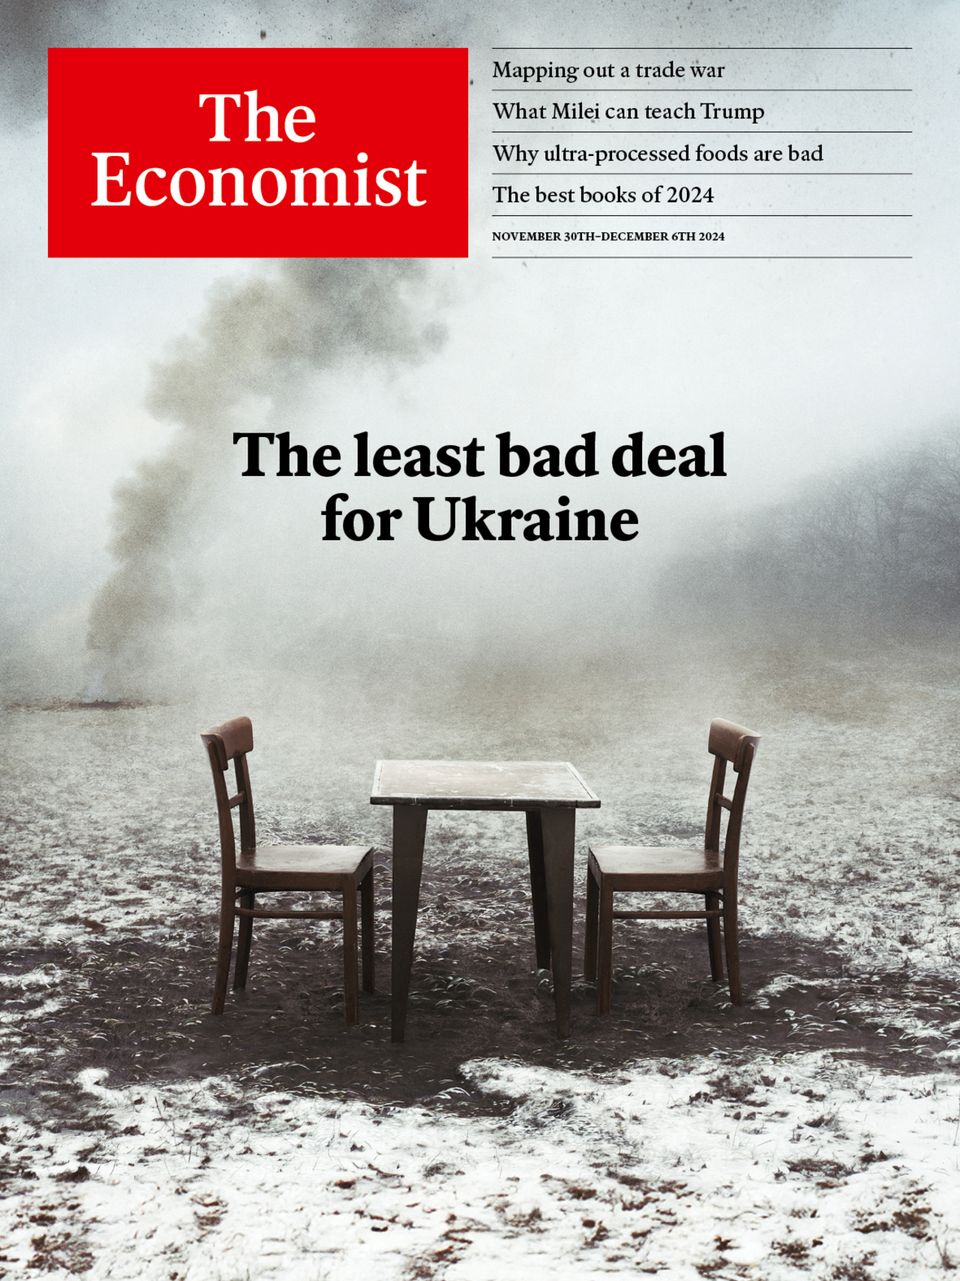 The
Economist
Mapping out a trade war
What Milei can teach Trump
Why ultra-processed foods are bad
The best books of 2024
NOVEMBER 30TH–DECEMBER 6TH 2024
The least bad deal
for Ukraine